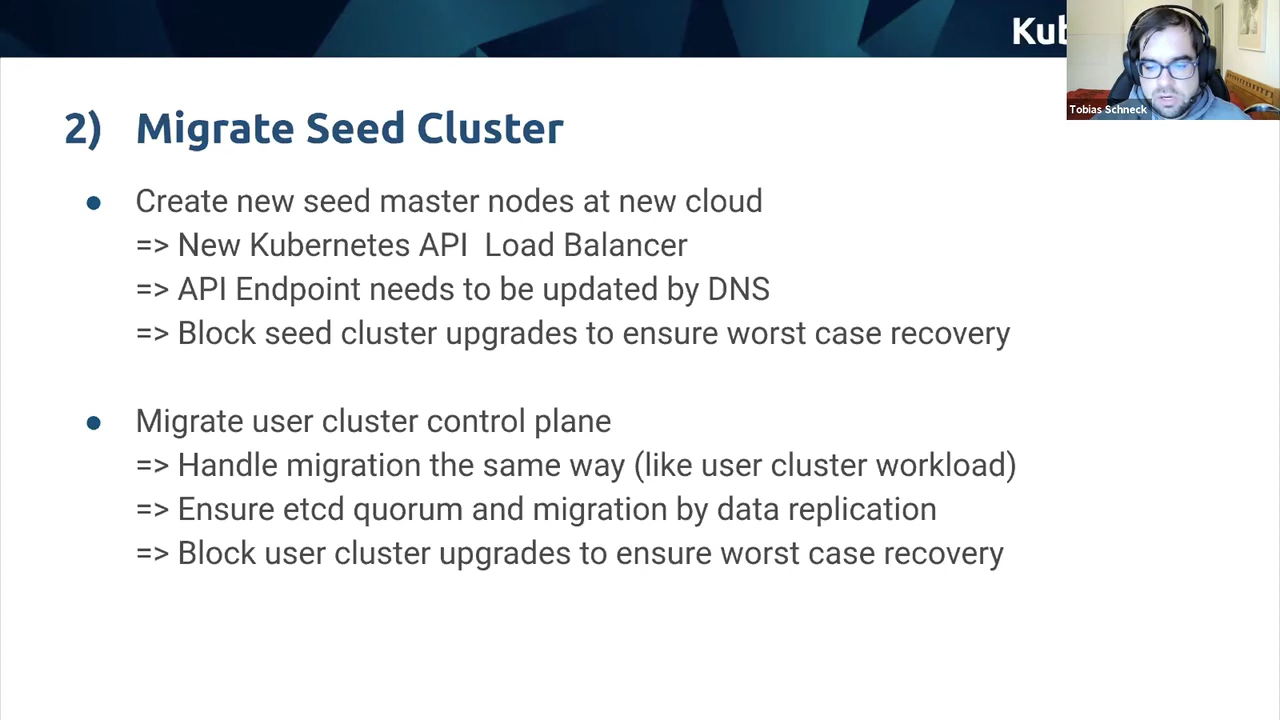 Tobias Schneck
2) Migrate Seed Cluster
● Create new seed master nodes at new cloud
=> New Kubernetes API Load Balancer
=> API Endpoint needs to be updated by DNS
=> Block seed cluster upgrades to ensure worst case recovery
● Migrate user cluster control plane
=> Handle migration the same way (like user cluster workload)
=> Ensure etcd quorum and migration by data replication
=> Block user cluster upgrades to ensure worst case recovery